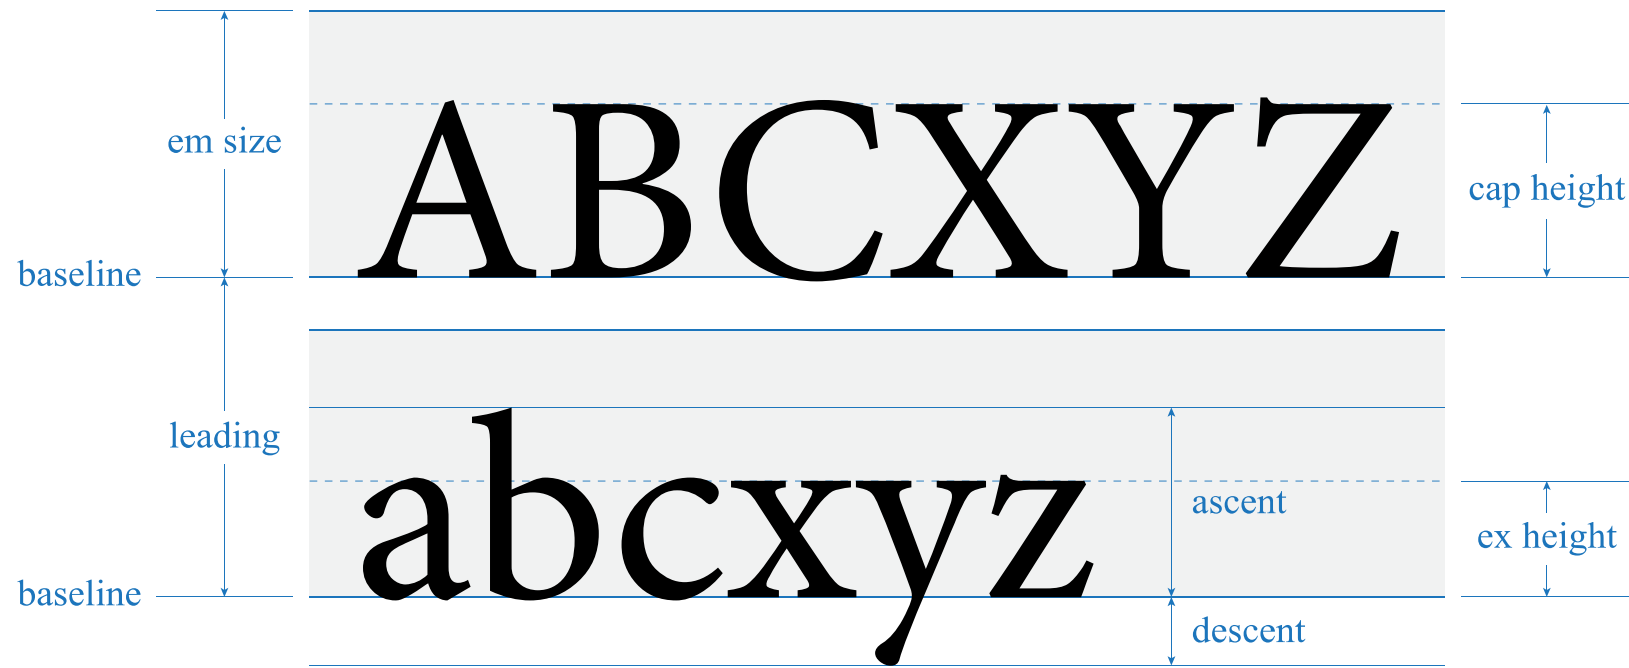 em size
ABCXYZ
cap height
baseline
leading
abcxyz
ascent
ex height
baseline
descent